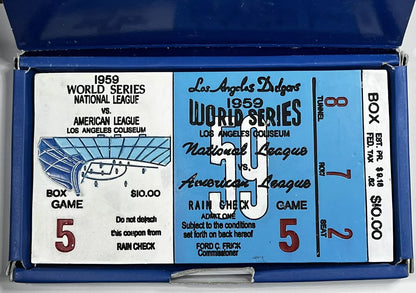 1959
WORLD SERIES
NATIONAL LEAGUE
VS.
AMERICAN LEAGUE
LOS ANGELES COLISEUM
BOX
$10.00
GAME
5
Do not detach
this coupon from
RAIN CHECK
Los Angeles Dodgers
1959
WORLD SERIES
LOS ANGELES COLISEUM
59
National League
vs.
American League
RAIN CHECK
ADMIT ONE
GAME
5
Subject to the conditions
set forth on back hereof
FORD C. FRICK
Commissioner
TUNNEL
8
ROW
7
SEAT
2
BOX
EST. PR. $9.18
FED. TAX .82
$10.00